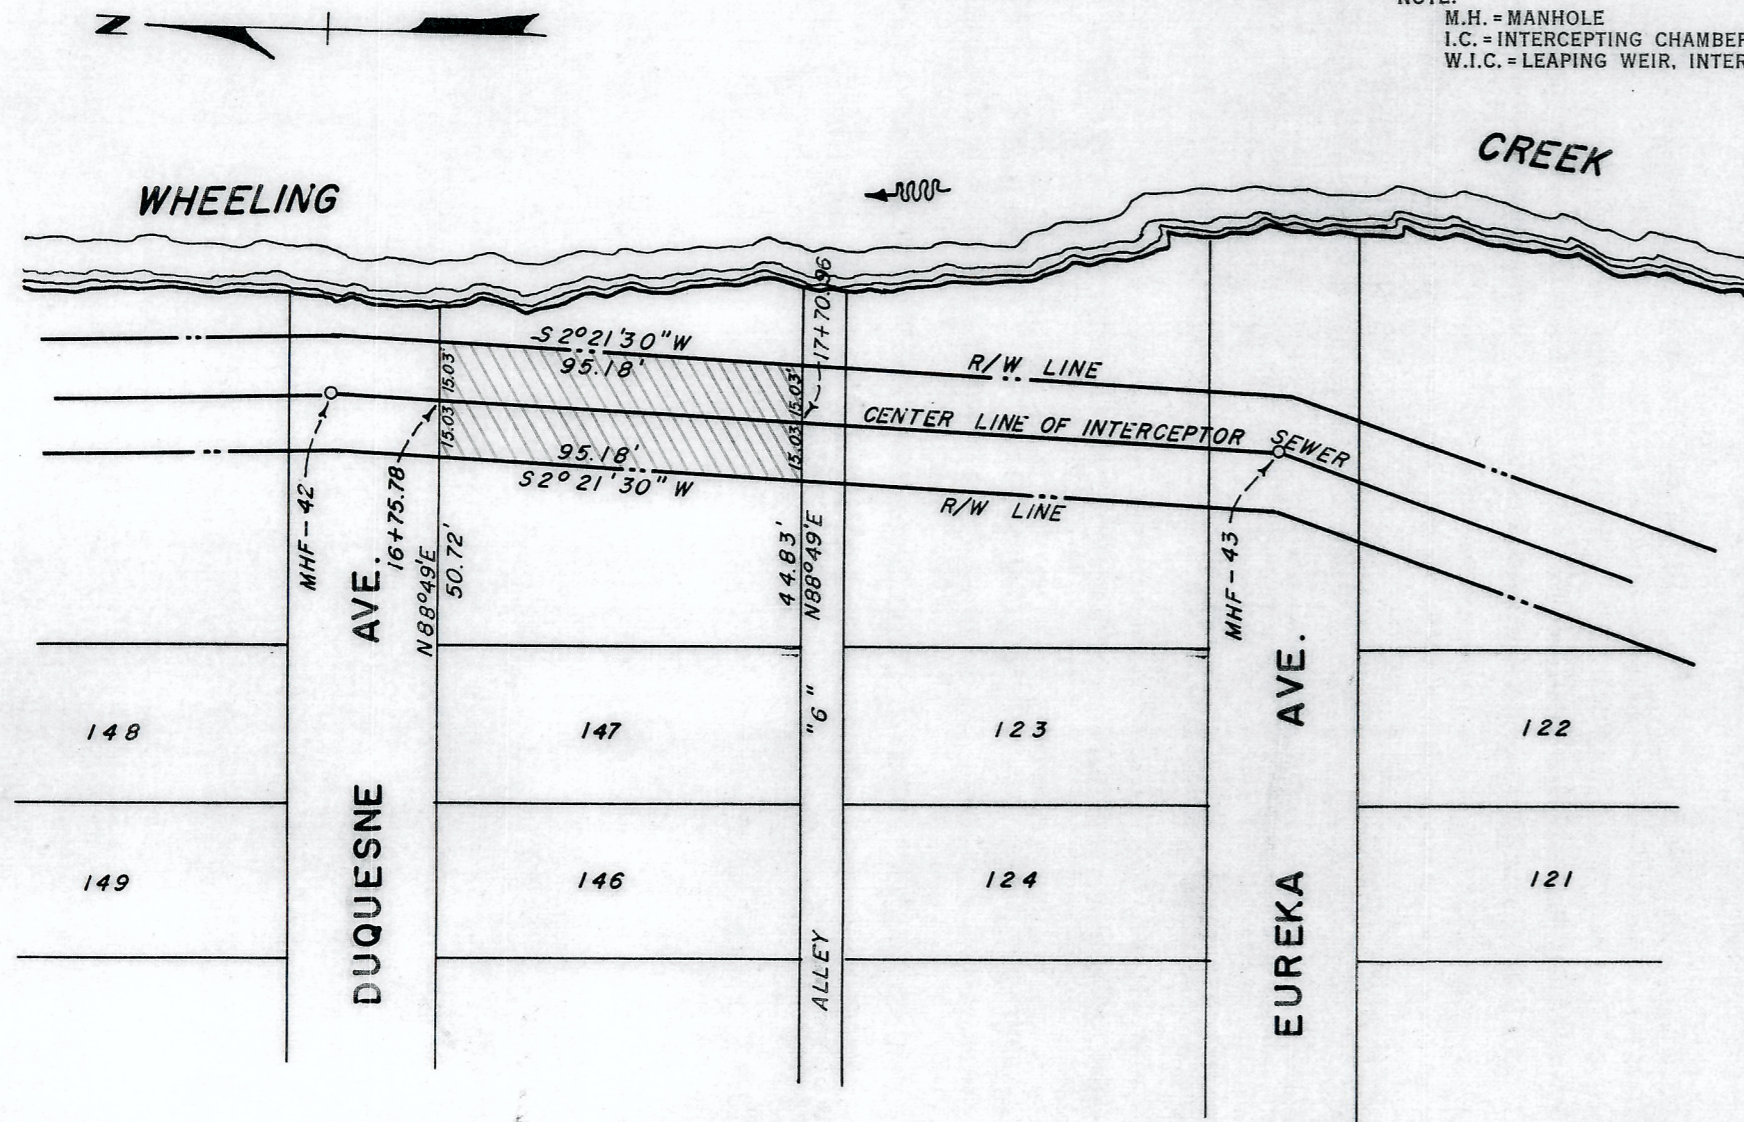 N
NOTE:
M.H. = MANHOLE
I.C. = INTERCEPTING CHAMBER
W.I.C. = LEAPING WEIR, INTER
CREEK
WHEELING
17+70.96
S 2° 21' 30" W
95.18'
R/W LINE
15.03'
15.03'
15.03'
15.03
CENTER LINE OF INTERCEPTOR SEWER
95.18'
S 2° 21' 30" W
R/W LINE
MHF-42
16+75.78
N 88° 49' E
50.72'
44.83'
N 88° 49' E
MHF-43
DUQUESNE AVE.
ALLEY "6"
EUREKA AVE.
148
147
123
122
149
146
124
121